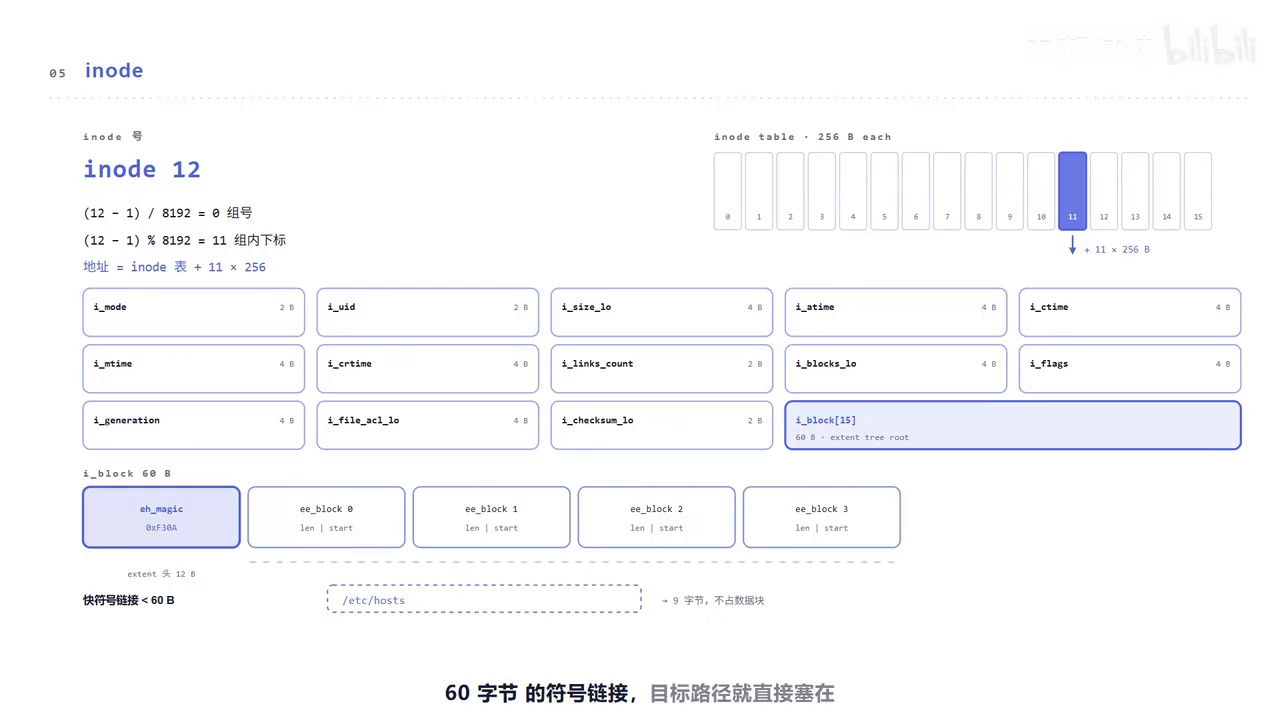 05 inode
bilibili
inode 号
inode 12
(12 − 1) / 8192 = 0 组号
(12 − 1) % 8192 = 11 组内下标
地址 = inode 表 + 11 × 256
inode table · 256 B each
0 1 2 3 4 5 6 7 8 9 10 11 12 13 14 15
+ 11 × 256 B
i_mode 2 B
i_uid 2 B
i_size_lo 4 B
i_atime 4 B
i_ctime 4 B
i_mtime 4 B
i_crtime 4 B
i_links_count 2 B
i_blocks_lo 4 B
i_flags 4 B
i_generation 4 B
i_file_acl_lo 4 B
i_checksum_lo 2 B
i_block[15]
60 B · extent tree root
i_block 60 B
eh_magic
0xF30A
ee_block 0
len | start
ee_block 1
len | start
ee_block 2
len | start
ee_block 3
len | start
extent 头 12 B
快符号链接 < 60 B
/etc/hosts
→ 9 字节，不占数据块
60 字节 的符号链接，目标路径就直接塞在